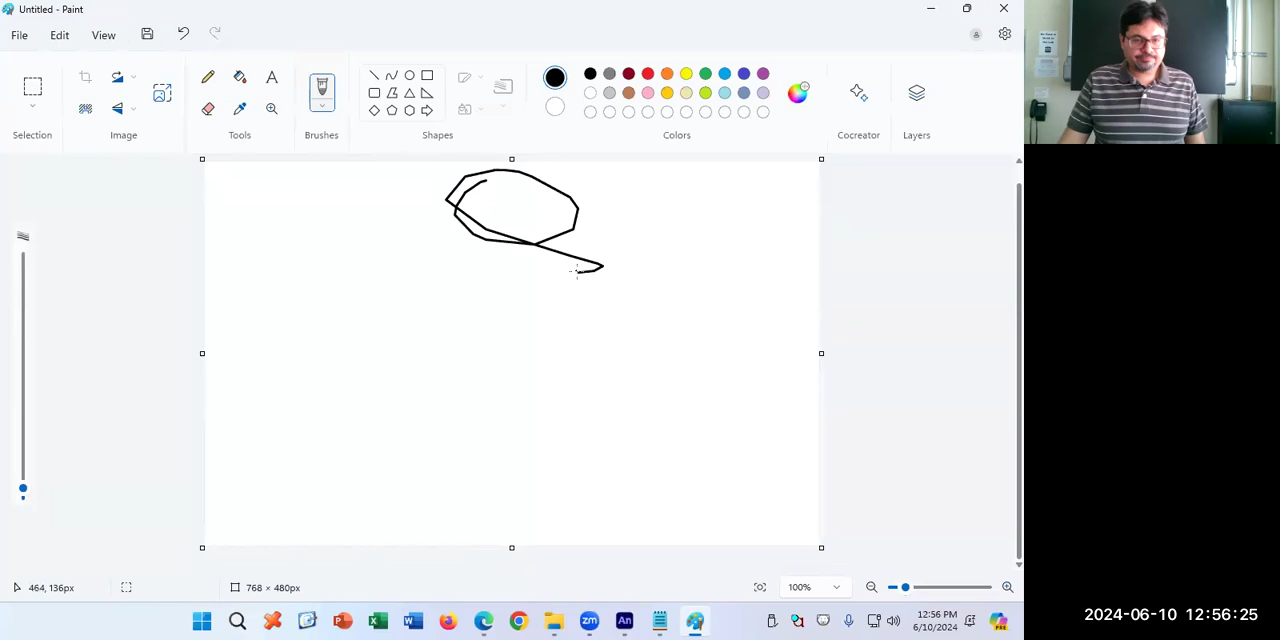 Untitled - Paint
File Edit View
Selection Image Tools Brushes Shapes Colors Cocreator Layers
464, 136px
768 × 480px
100%
12:56 PM
6/10/2024
PRE
2024-06-10 12:56:25